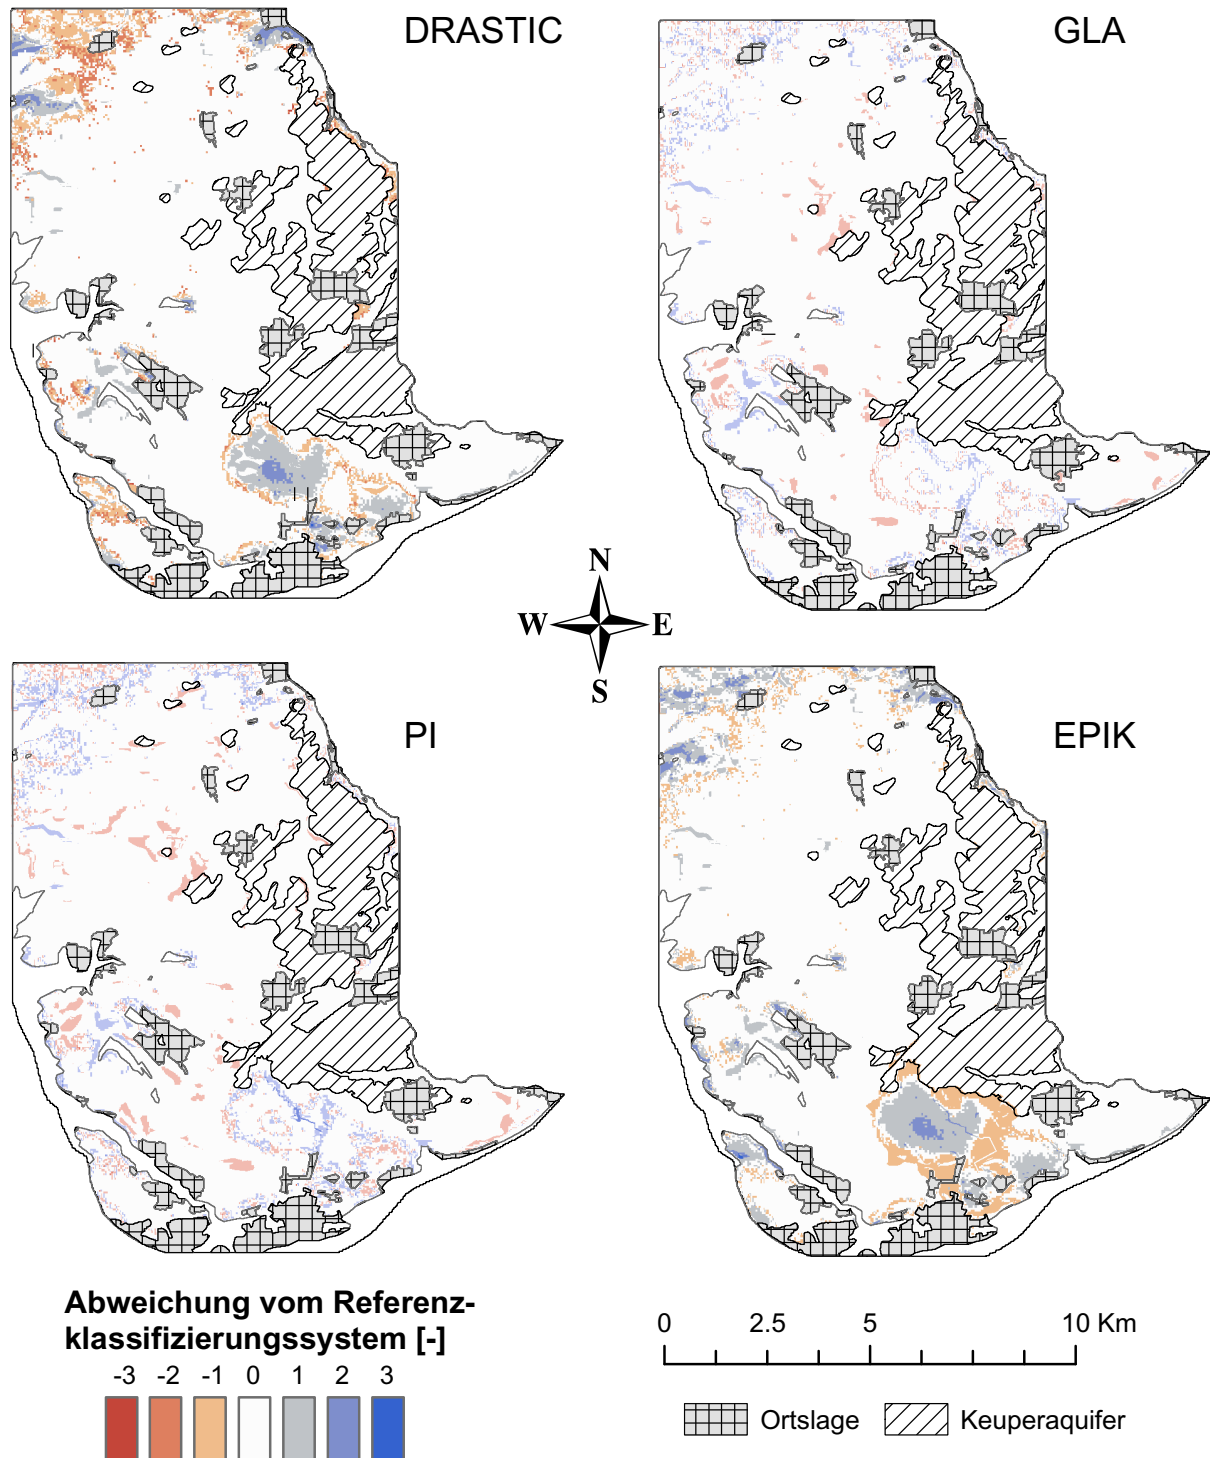 DRASTIC
GLA
N
W E
S
PI
EPIK
Abweichung vom Referenz-
klassifizierungssystem [-]
-3 -2 -1 0 1 2 3
0 2.5 5 10 Km
Ortslage
Keuperaquifer